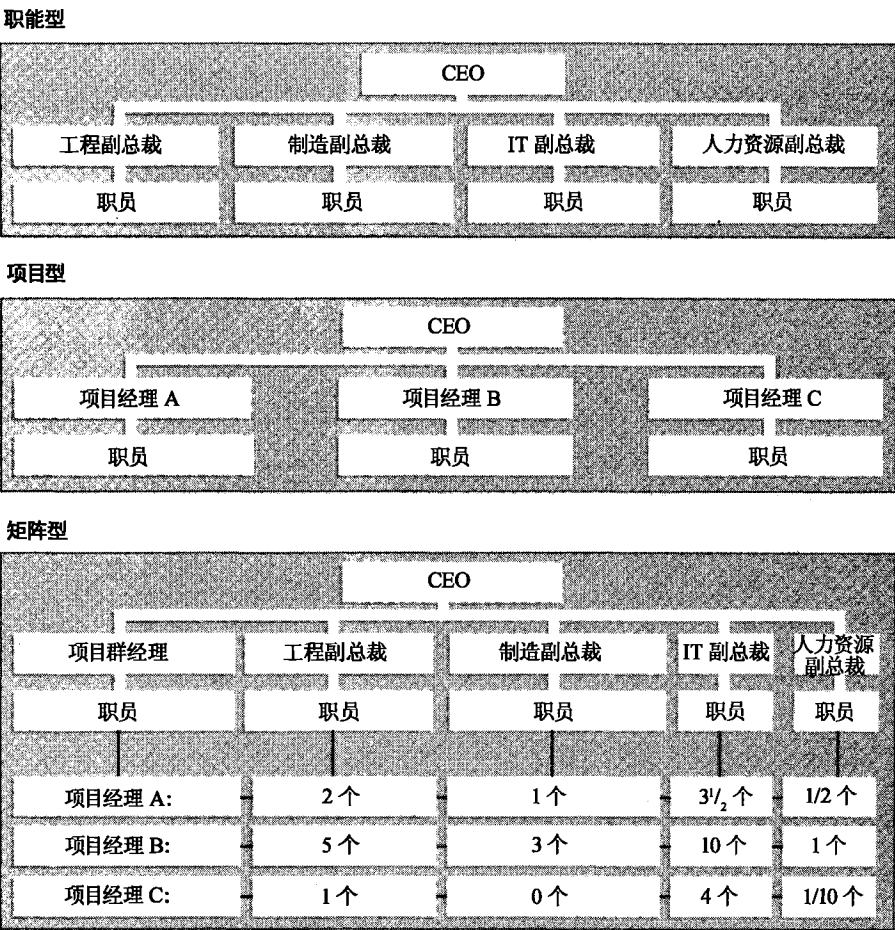 职能型
CEO
工程副总裁 制造副总裁 IT 副总裁 人力资源副总裁
职员 职员 职员 职员
项目型
CEO
项目经理 A 项目经理 B 项目经理 C
职员 职员 职员
矩阵型
CEO
项目群经理 工程副总裁 制造副总裁 IT 副总裁 人力资源
副总裁
职员 职员 职员 职员 职员
项目经理 A: 2 个 1 个 3 1/2 个 1/2 个
项目经理 B: 5 个 3 个 10 个 1 个
项目经理 C: 1 个 0 个 4 个 1/10 个